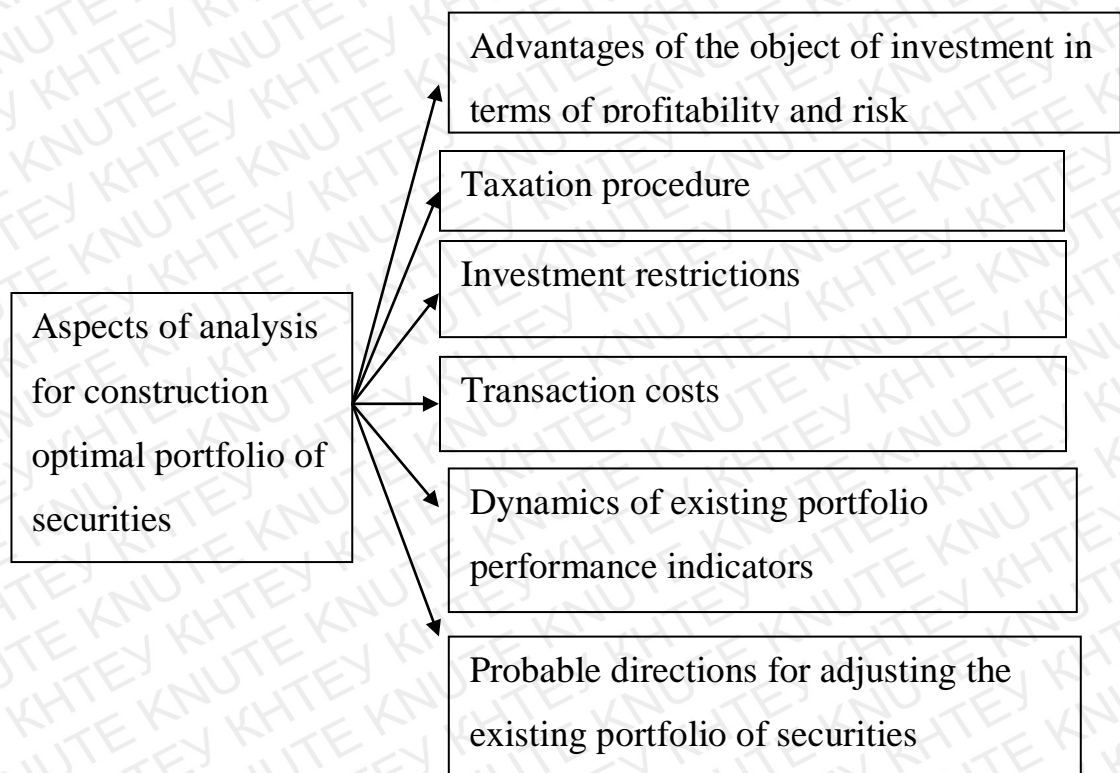 Advantages of the object of investment in
terms of profitability and risk
Taxation procedure
Investment restrictions
Aspects of analysis
for construction
optimal portfolio of
securities
Transaction costs
Dynamics of existing portfolio
performance indicators
Probable directions for adjusting the
existing portfolio of securities
KNUTE KHTEY